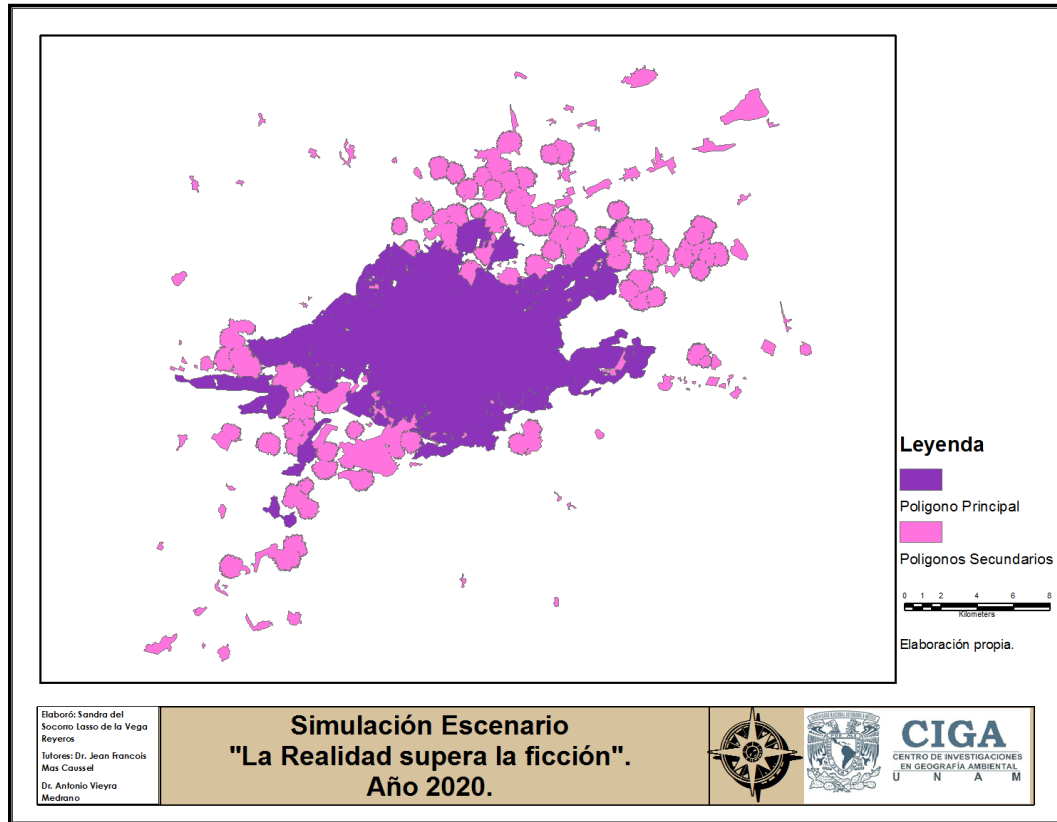 Leyenda
Poligono Principal
Poligonos Secundarios
0 1 2 4 6 8
Kilometers
Elaboración propia.
Elaboró: Sandra del
Socorro Lasso de la Vega
Reyeros
Tutores: Dr. Jean Francois
Mas Caussel
Dr. Antonio Vieyra
Medrano
Simulación Escenario
"La Realidad supera la ficción".
Año 2020.
CIGA
CENTRO DE INVESTIGACIONES
EN GEOGRAFÍA AMBIENTAL
U N A M